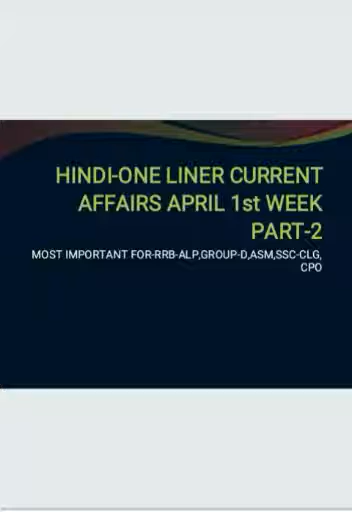 HINDI-ONE LINER CURRENT
AFFAIRS APRIL 1st WEEK
PART-2
MOST IMPORTANT FOR-RRB-ALP,GROUP-D,ASM,SSC-CLG,
CPO